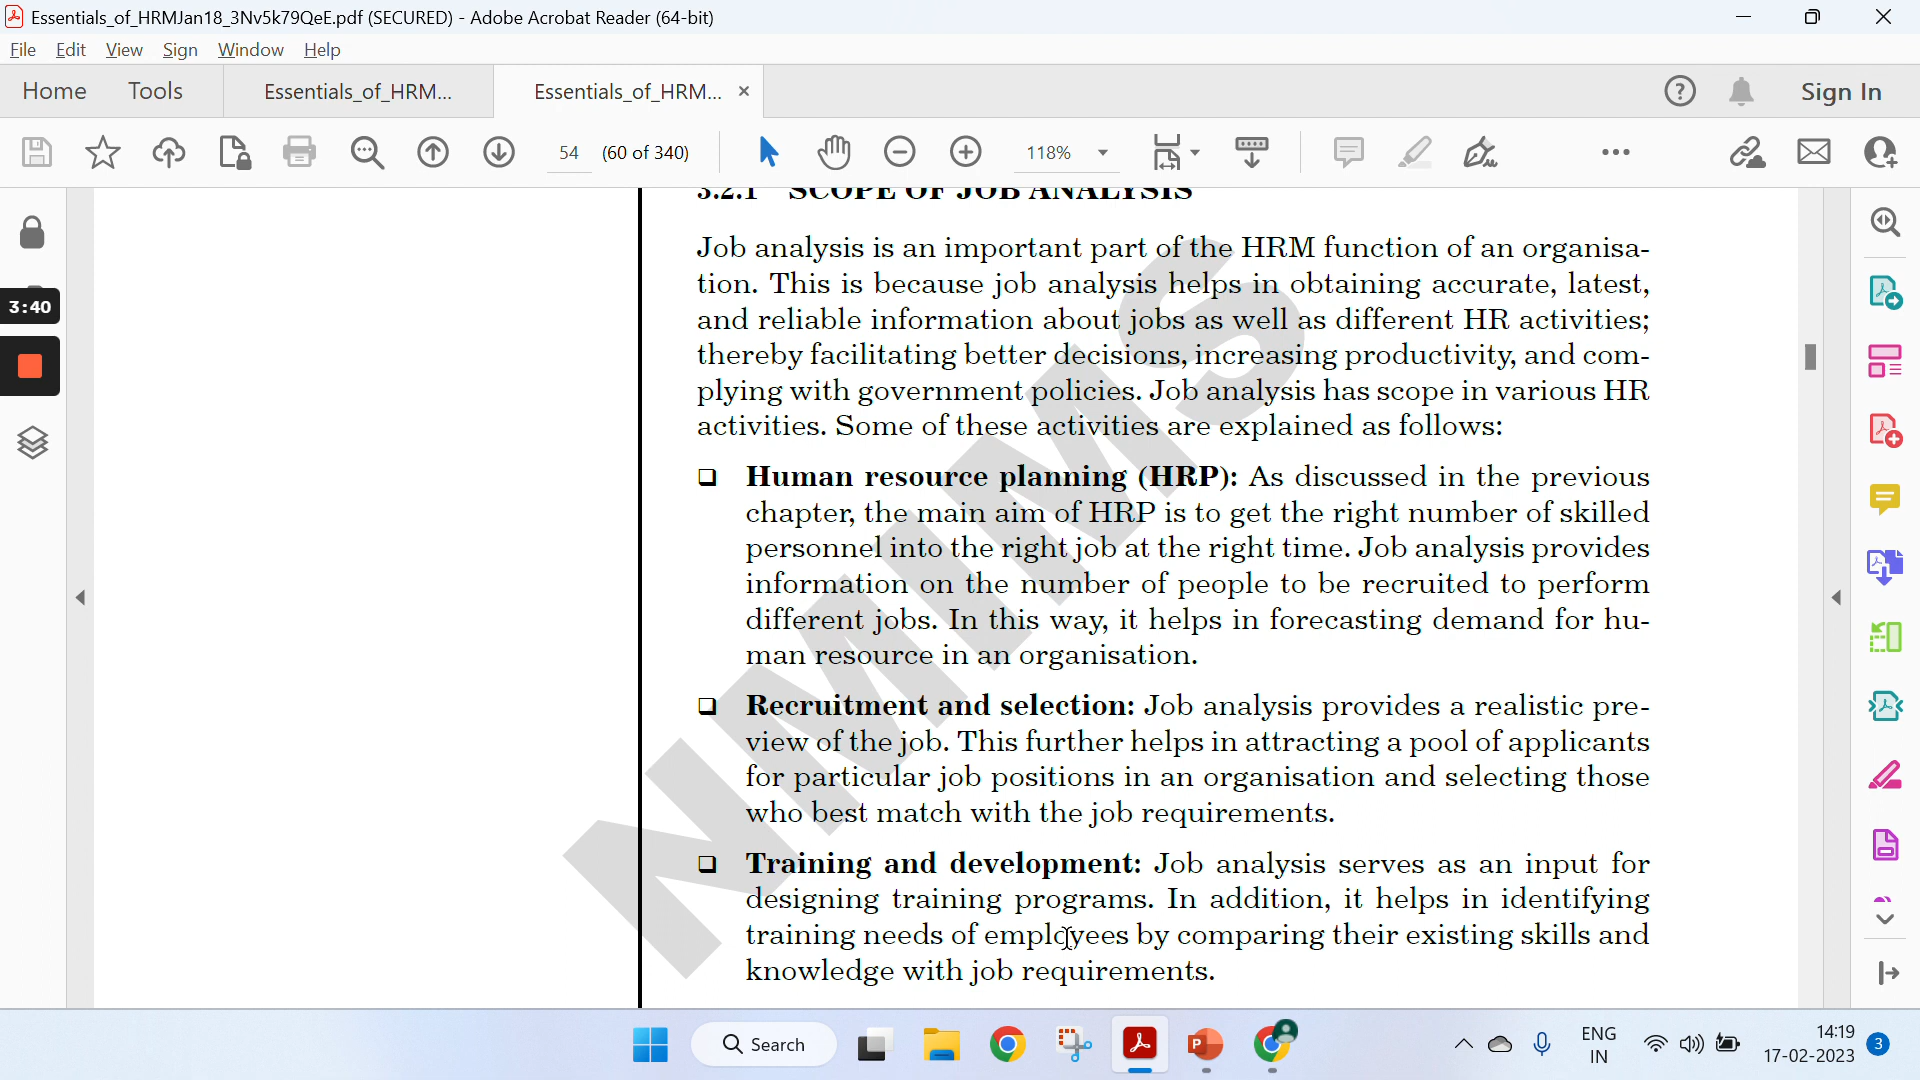 Essentials_of_HRMJan18_3Nv5k79QeE.pdf (SECURED) - Adobe Acrobat Reader (64-bit)
File Edit View Sign Window Help
Home Tools Essentials_of_HRM... Essentials_of_HRM... × ? Sign In
54 (60 of 340) 118%
3.2.1 SCOPE OF JOB ANALYSIS
Job analysis is an important part of the HRM function of an organisa-
tion. This is because job analysis helps in obtaining accurate, latest,
and reliable information about jobs as well as different HR activities;
3:40
thereby facilitating better decisions, increasing productivity, and com-
plying with government policies. Job analysis has scope in various HR
activities. Some of these activities are explained as follows:
❑ Human resource planning (HRP): As discussed in the previous
chapter, the main aim of HRP is to get the right number of skilled
personnel into the right job at the right time. Job analysis provides
information on the number of people to be recruited to perform
different jobs. In this way, it helps in forecasting demand for hu-
man resource in an organisation.
❑ Recruitment and selection: Job analysis provides a realistic pre-
view of the job. This further helps in attracting a pool of applicants
for particular job positions in an organisation and selecting those
who best match with the job requirements.
❑ Training and development: Job analysis serves as an input for
designing training programs. In addition, it helps in identifying
training needs of employees by comparing their existing skills and
knowledge with job requirements.
NMIMS
Search
P
ENG
IN
14:19
17-02-2023
3